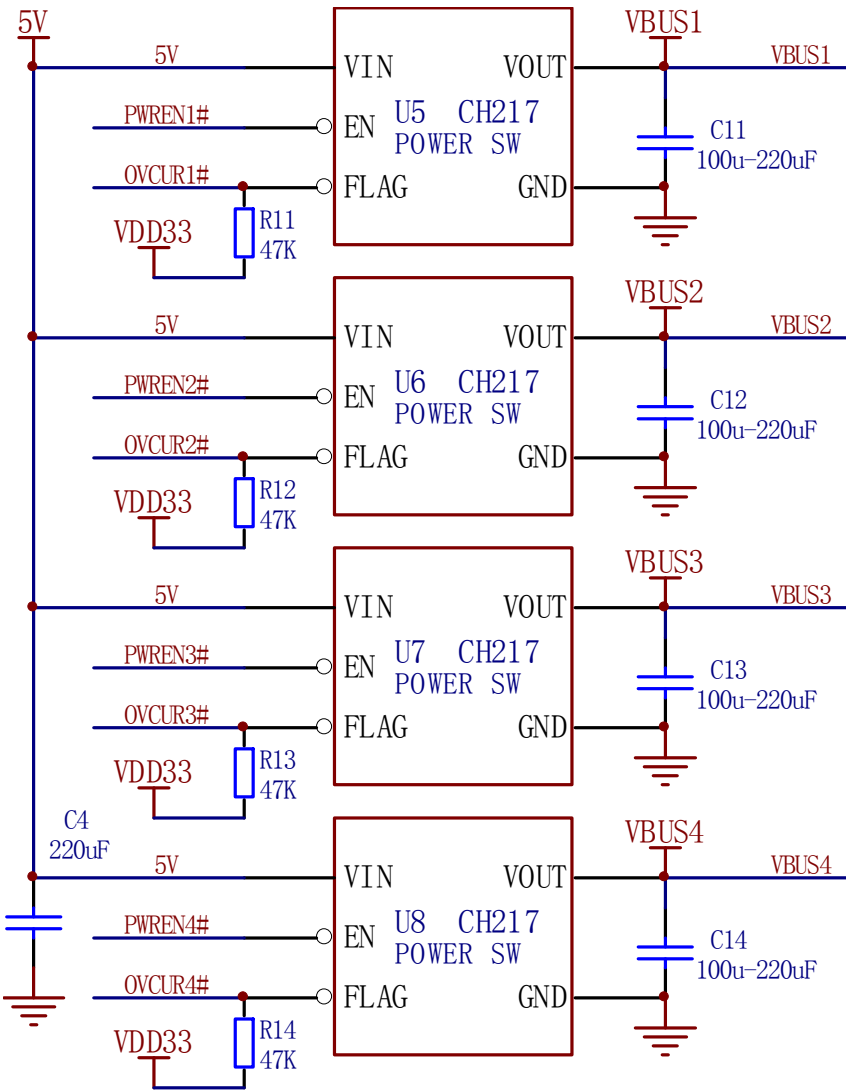 5V
VBUS1
5V
VIN
VOUT
VBUS1
PWREN1#
EN
U5 CH217
POWER SW
C11
100u-220uF
OVCUR1#
FLAG
GND
R11
47K
VDD33
VBUS2
5V
VIN
VOUT
VBUS2
PWREN2#
EN
U6 CH217
POWER SW
C12
100u-220uF
OVCUR2#
FLAG
GND
R12
47K
VDD33
VBUS3
5V
VIN
VOUT
VBUS3
PWREN3#
EN
U7 CH217
POWER SW
C13
100u-220uF
OVCUR3#
FLAG
GND
R13
47K
VDD33
C4
220uF
VBUS4
5V
VIN
VOUT
VBUS4
PWREN4#
EN
U8 CH217
POWER SW
C14
100u-220uF
OVCUR4#
FLAG
GND
R14
47K
VDD33